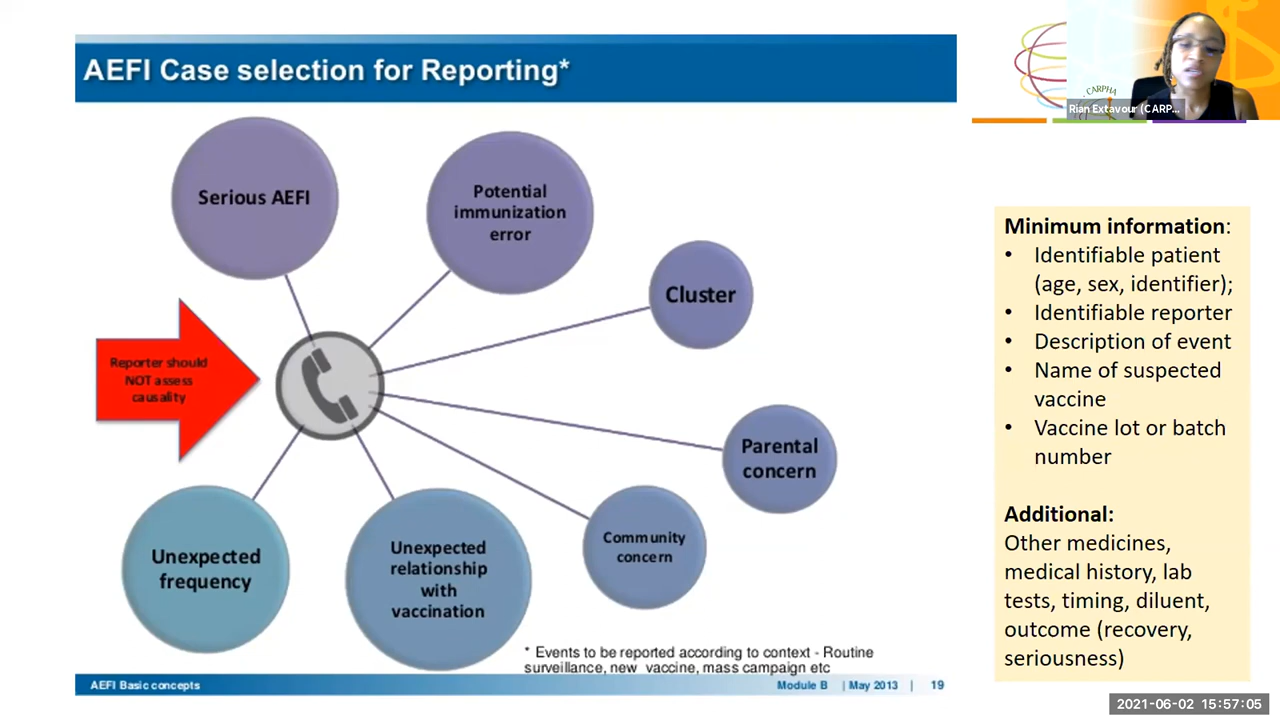 AEFI Case selection for Reporting*
Serious AEFI
Potential
immunization
error
Cluster
Reporter should
NOT assess
causality
Parental
concern
Community
concern
Unexpected
frequency
Unexpected
relationship
with
vaccination
* Events to be reported according to context - Routine
surveillance, new vaccine, mass campaign etc
AEFI Basic concepts
Module B | May 2013 | 19
CARPHA
Rian Extavour (CARP...
Minimum information:
• Identifiable patient
(age, sex, identifier);
• Identifiable reporter
• Description of event
• Name of suspected
vaccine
• Vaccine lot or batch
number
Additional:
Other medicines,
medical history, lab
tests, timing, diluent,
outcome (recovery,
seriousness)
2021-06-02 15:57:05